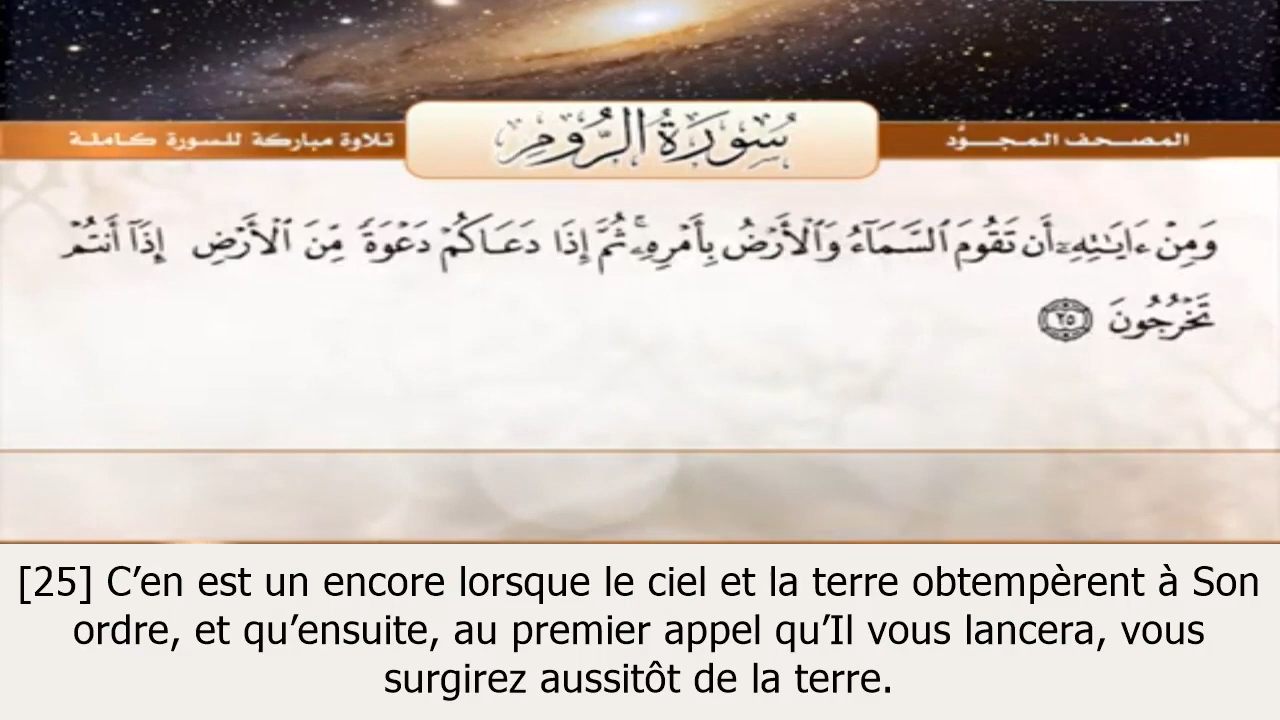 المصحف المجوَّد
سُورَةُ الرُّومِ
تلاوة مباركة للسورة كاملة
وَمِنْ ءَايَـٰتِهِۦٓ أَن تَقُومَ ٱلسَّمَآءُ وَٱلْأَرْضُ بِأَمْرِهِۦ ۚ ثُمَّ إِذَا دَعَاكُمْ دَعْوَةً مِّنَ ٱلْأَرْضِ إِذَآ أَنتُمْ
تَخْرُجُونَ ٢٥
[25] C’en est un encore lorsque le ciel et la terre obtempèrent à Son
ordre, et qu’ensuite, au premier appel qu’Il vous lancera, vous
surgirez aussitôt de la terre.